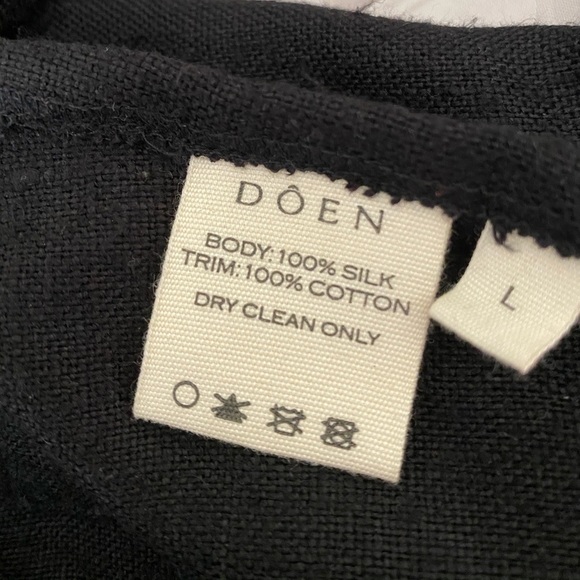 DÔEN
BODY: 100% SILK
TRIM: 100% COTTON
DRY CLEAN ONLY
L